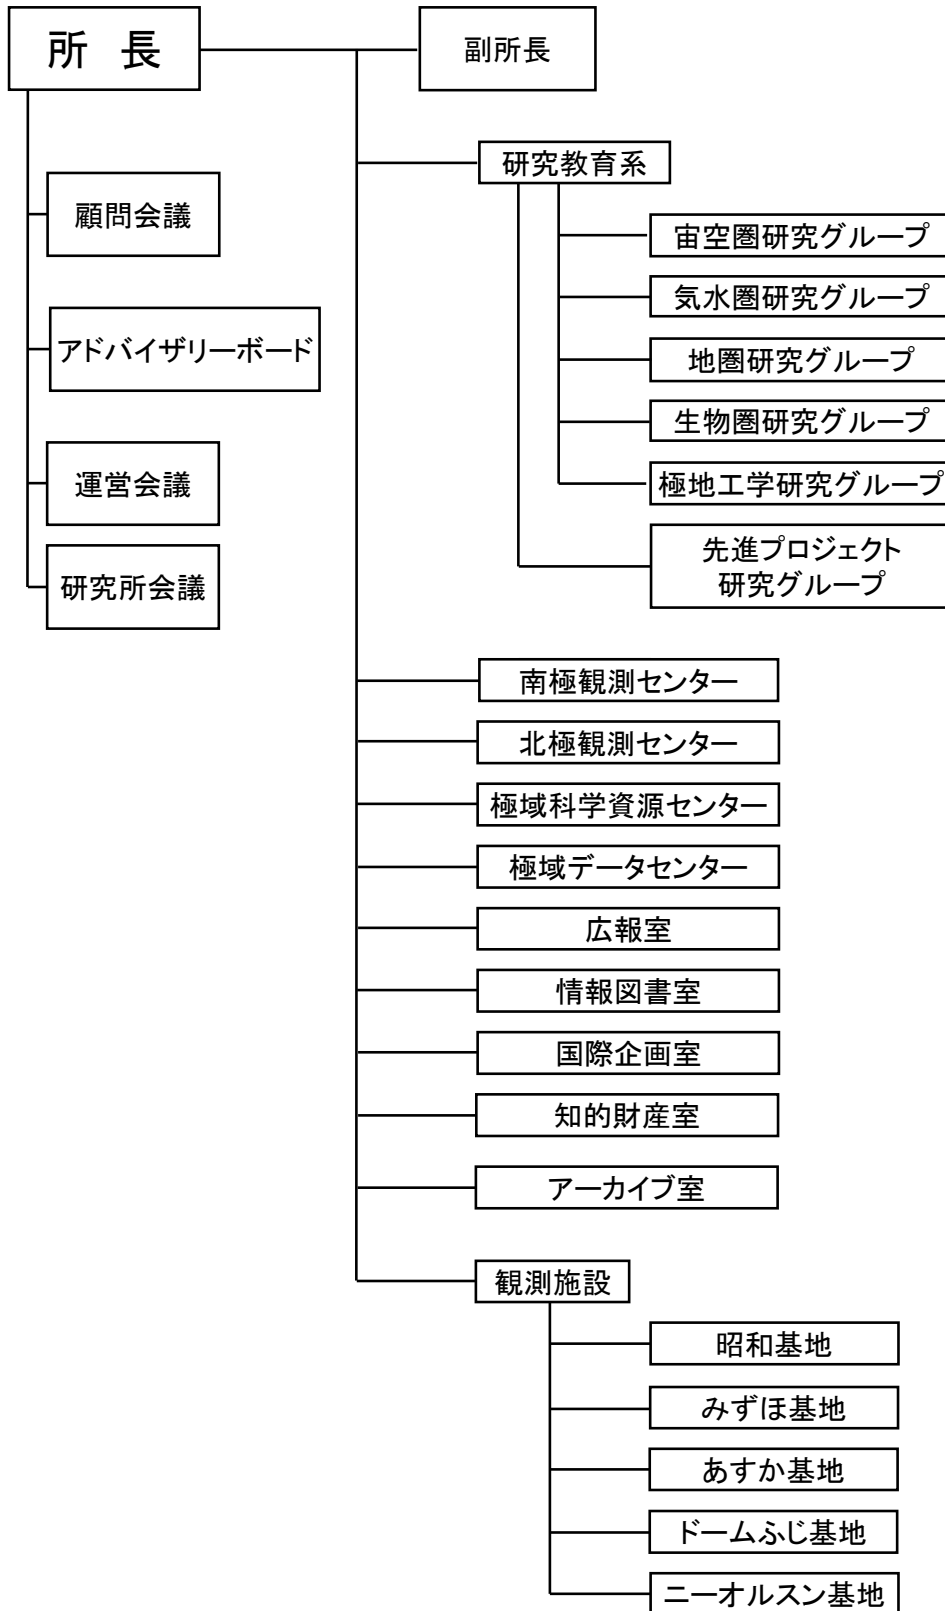 所　長
副所長
顧問会議
アドバイザリーボード
運営会議
研究所会議
研究教育系
宙空圏研究グループ
気水圏研究グループ
地圏研究グループ
生物圏研究グループ
極地工学研究グループ
先進プロジェクト
研究グループ
南極観測センター
北極観測センター
極域科学資源センター
極域データセンター
広報室
情報図書室
国際企画室
知的財産室
アーカイブ室
観測施設
昭和基地
みずほ基地
あすか基地
ドームふじ基地
ニーオルスン基地